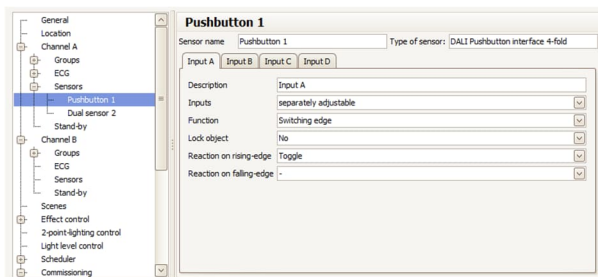 General
Location
Channel A
Groups
ECG
Sensors
Pushbutton 1
Dual sensor 2
Stand-by
Channel B
Groups
ECG
Sensors
Stand-by
Scenes
Effect control
2-point-lighting control
Light level control
Scheduler
Commissioning
Pushbutton 1
Sensor name Pushbutton 1 Type of sensor: DALI Pushbutton interface 4-fold
Input A Input B Input C Input D
Description Input A
Inputs separately adjustable
Function Switching edge
Lock object No
Reaction on rising-edge Toggle
Reaction on falling-edge -